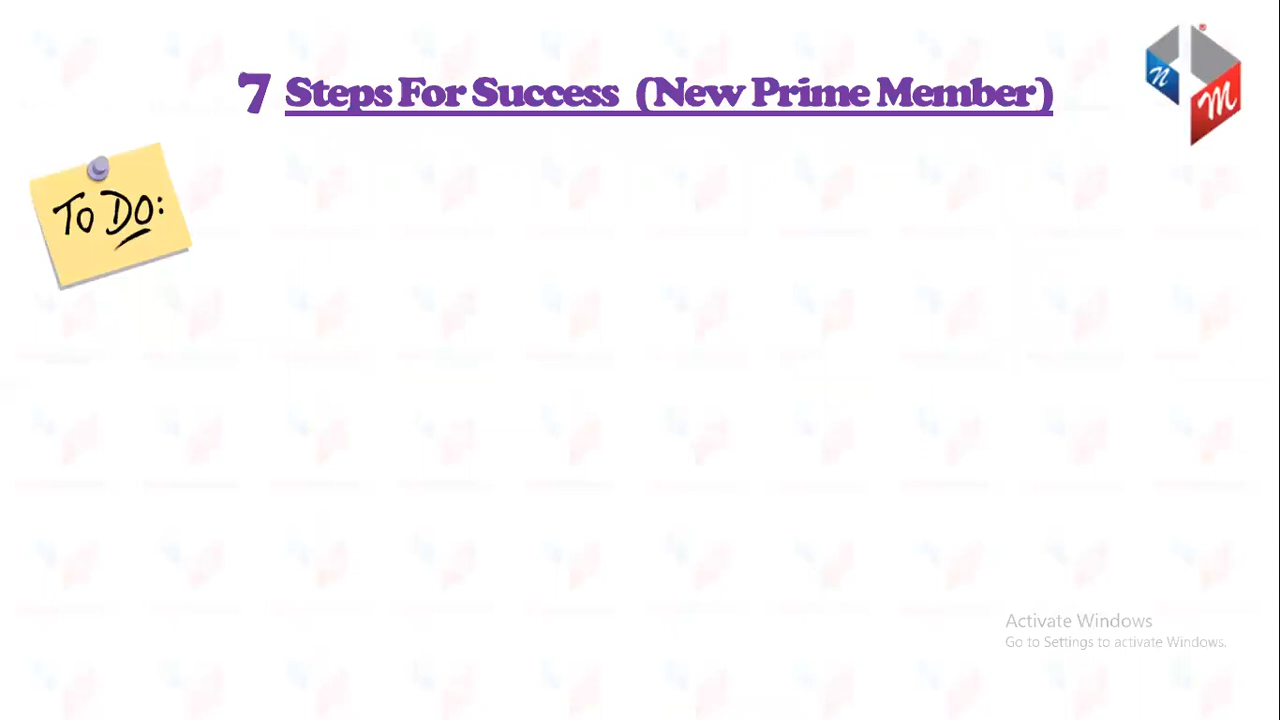 7 Steps For Success (New Prime Member)
n
M
To Do:
Activate Windows
Go to Settings to activate Windows.